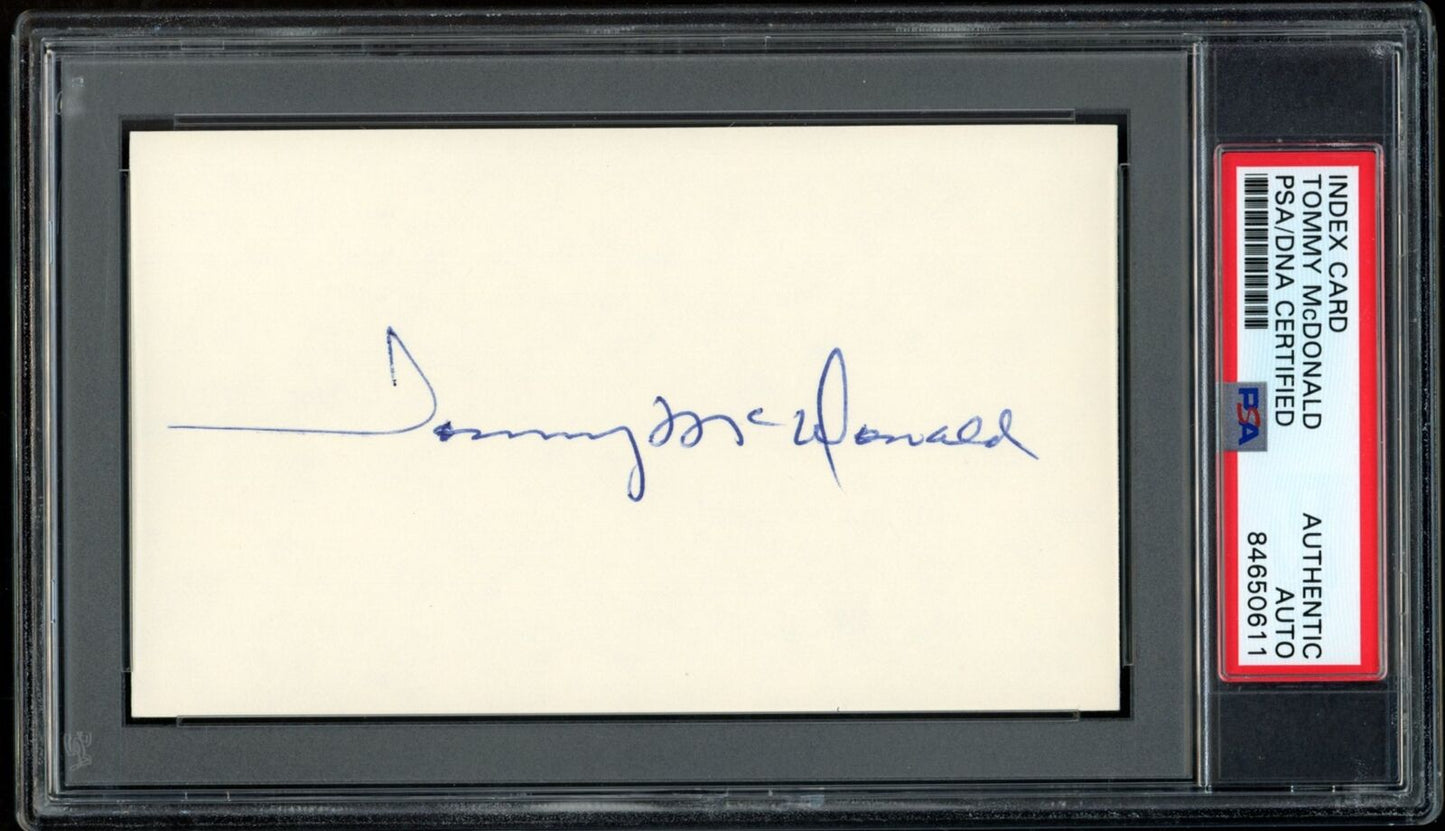 Tommy McDonald
INDEX CARD
TOMMY McDONALD
PSA/DNA CERTIFIED
AUTHENTIC
AUTO
84650611
PSA